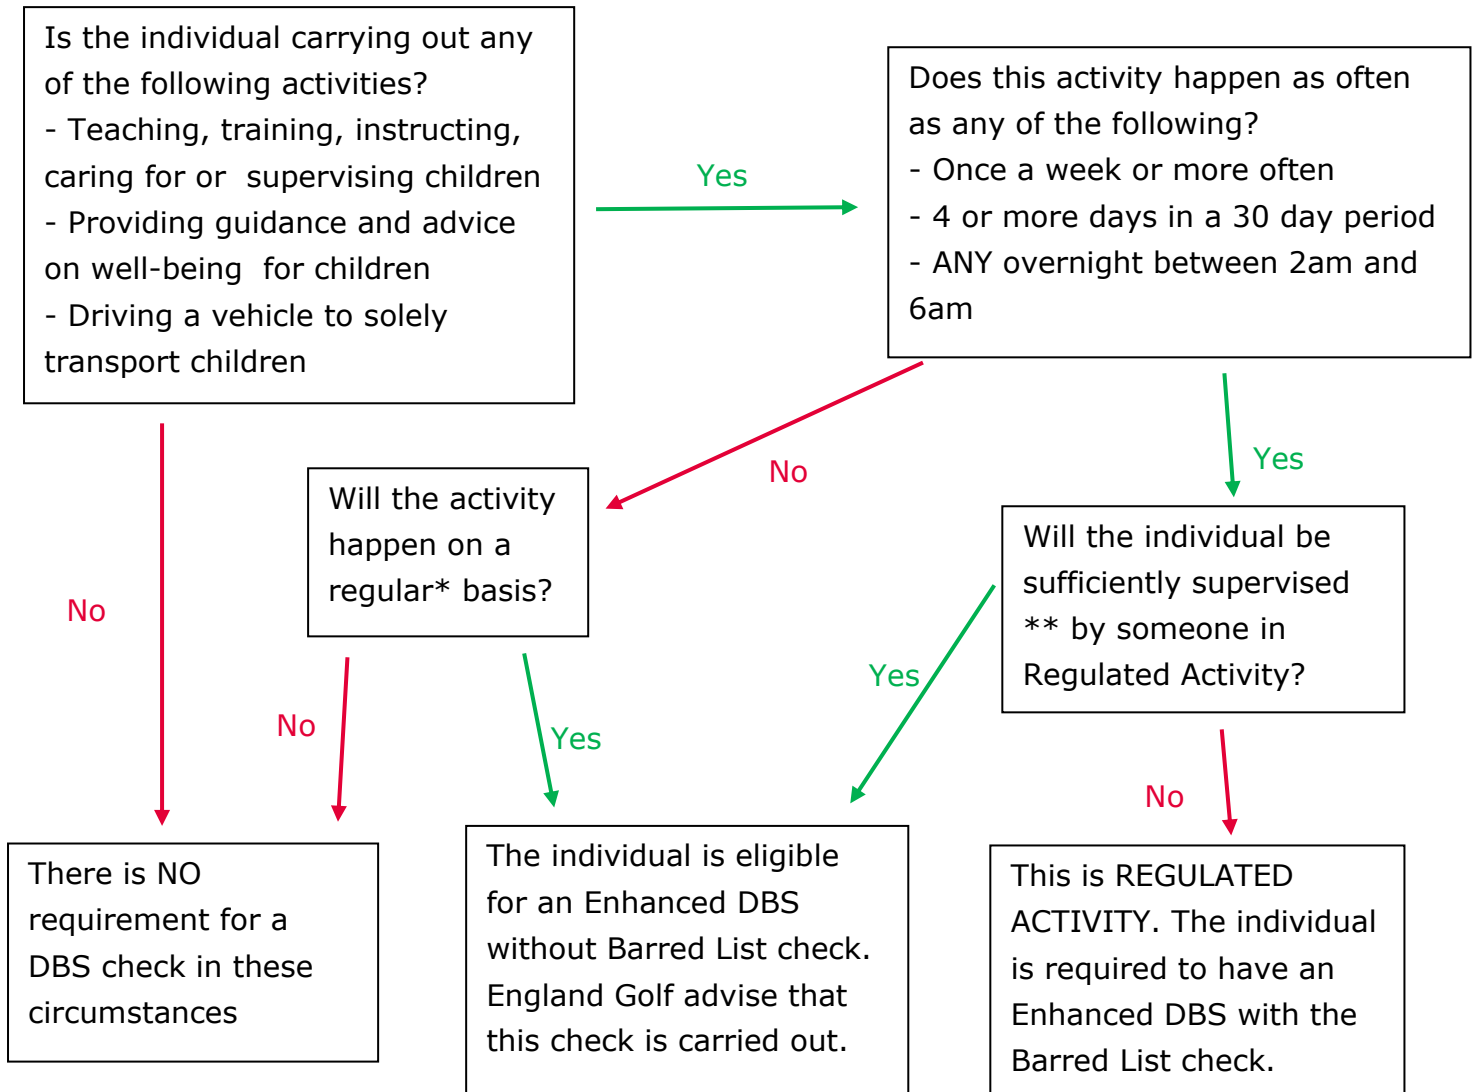 Is the individual carrying out any
of the following activities?
- Teaching, training, instructing,
caring for or  supervising children
- Providing guidance and advice
on well-being  for children
- Driving a vehicle to solely
transport children
Yes
Does this activity happen as often
as any of the following?
- Once a week or more often
- 4 or more days in a 30 day period
- ANY overnight between 2am and
6am
No
Yes
Will the activity
happen on a
regular* basis?
Will the individual be
sufficiently supervised
** by someone in
Regulated Activity?
No
No
Yes
Yes
No
There is NO
requirement for a
DBS check in these
circumstances
The individual is eligible
for an Enhanced DBS
without Barred List check.
England Golf advise that
this check is carried out.
This is REGULATED
ACTIVITY. The individual
is required to have an
Enhanced DBS with the
Barred List check.